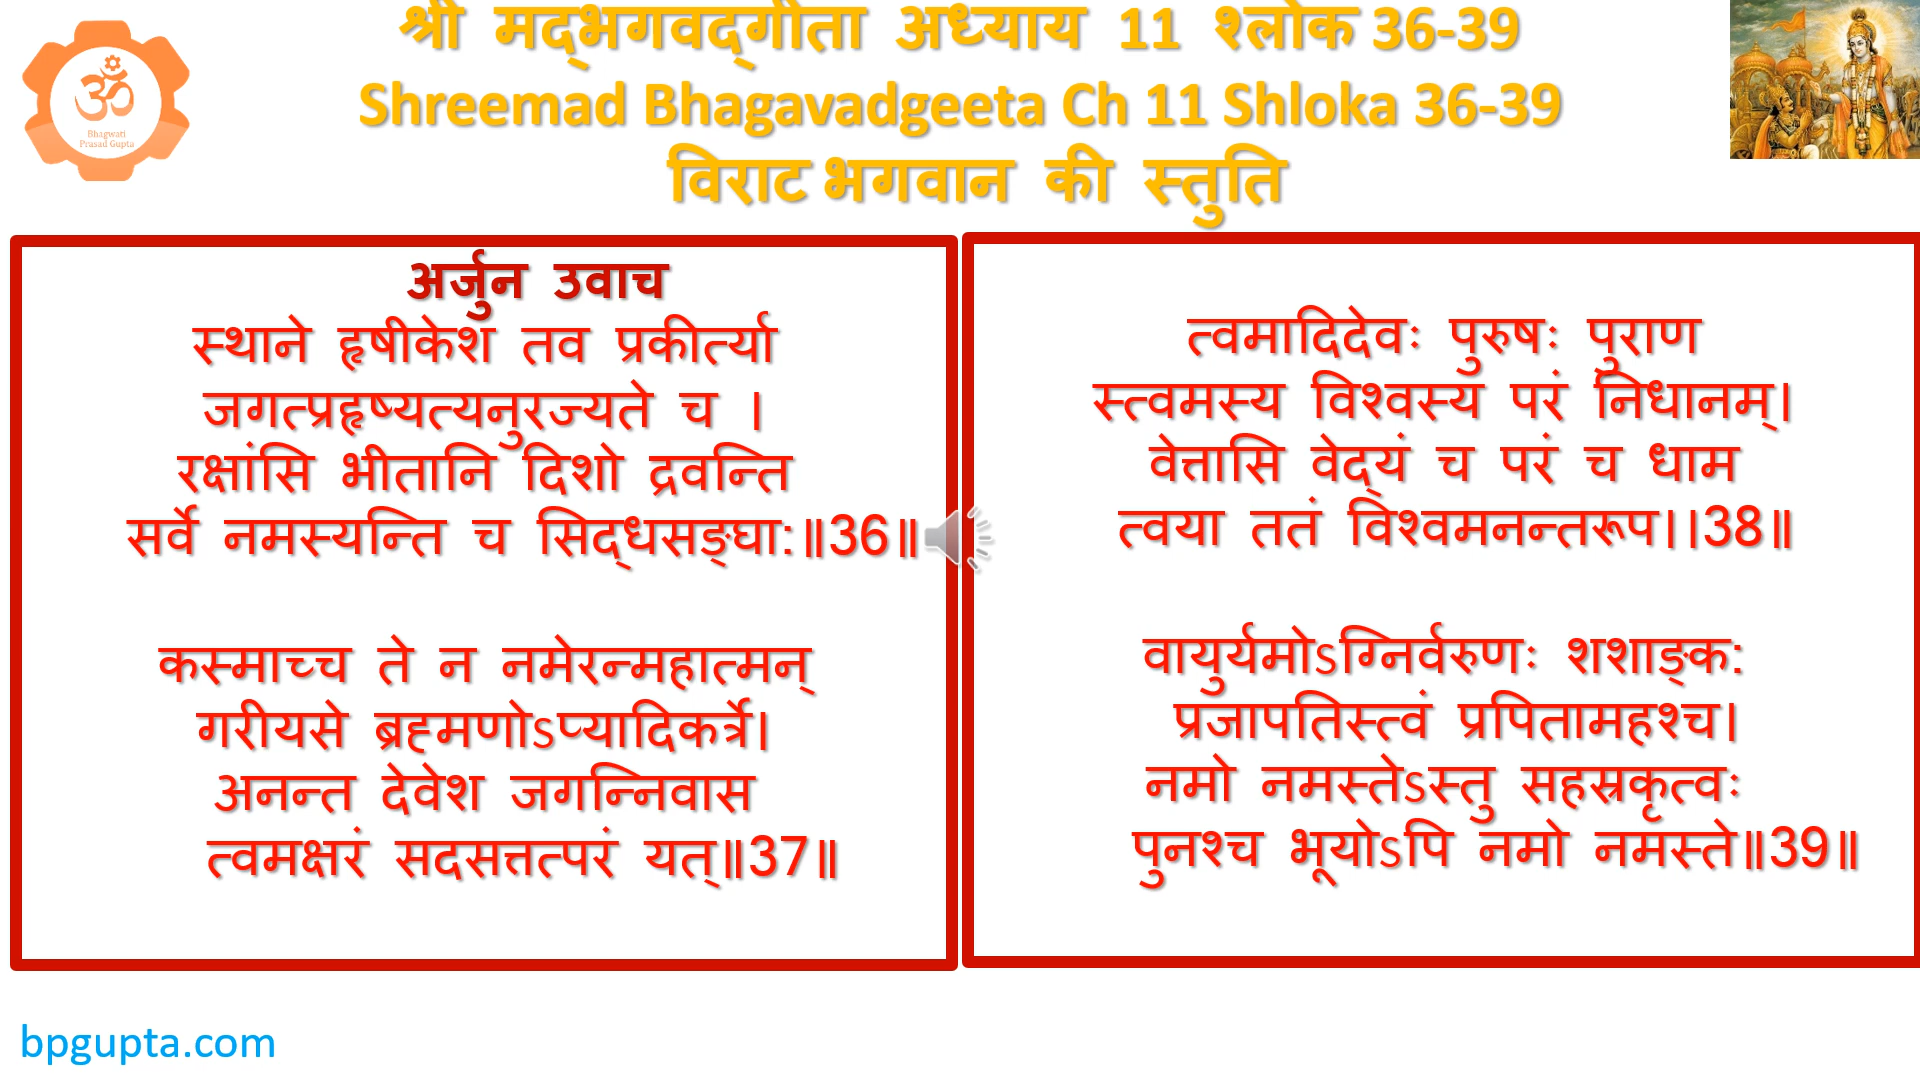 श्री मद्भगवद्गीता अध्याय 11 श्लोक 36-39
Shreemad Bhagavadgeeta Ch 11 Shloka 36-39
विराट भगवान की स्तुति
Bhagwati
Prasad Gupta
अर्जुन उवाच
स्थाने हृषीकेश तव प्रकीर्त्या
जगत्प्रहृष्यत्यनुरज्यते च ।
रक्षांसि भीतानि दिशो द्रवन्ति
सर्वे नमस्यन्ति च सिद्धसङ्घा:॥36॥
कस्माच्च ते न नमेरन्महात्मन्
गरीयसे ब्रह्मणोऽप्यादिकर्त्रे।
अनन्त देवेश जगन्निवास
त्वमक्षरं सदसत्तत्परं यत्॥37॥
त्वमादिदेवः पुरुषः पुराण
स्त्वमस्य विश्वस्य परं निधानम्।
वेत्तासि वेद्यं च परं च धाम
त्वया ततं विश्वमनन्तरूप।।38॥
वायुर्यमोऽग्निर्वरुणः शशाङ्क:
प्रजापतिस्त्वं प्रपितामहश्च।
नमो नमस्तेऽस्तु सहस्रकृत्वः
पुनश्च भूयोऽपि नमो नमस्ते॥39॥
bpgupta.com